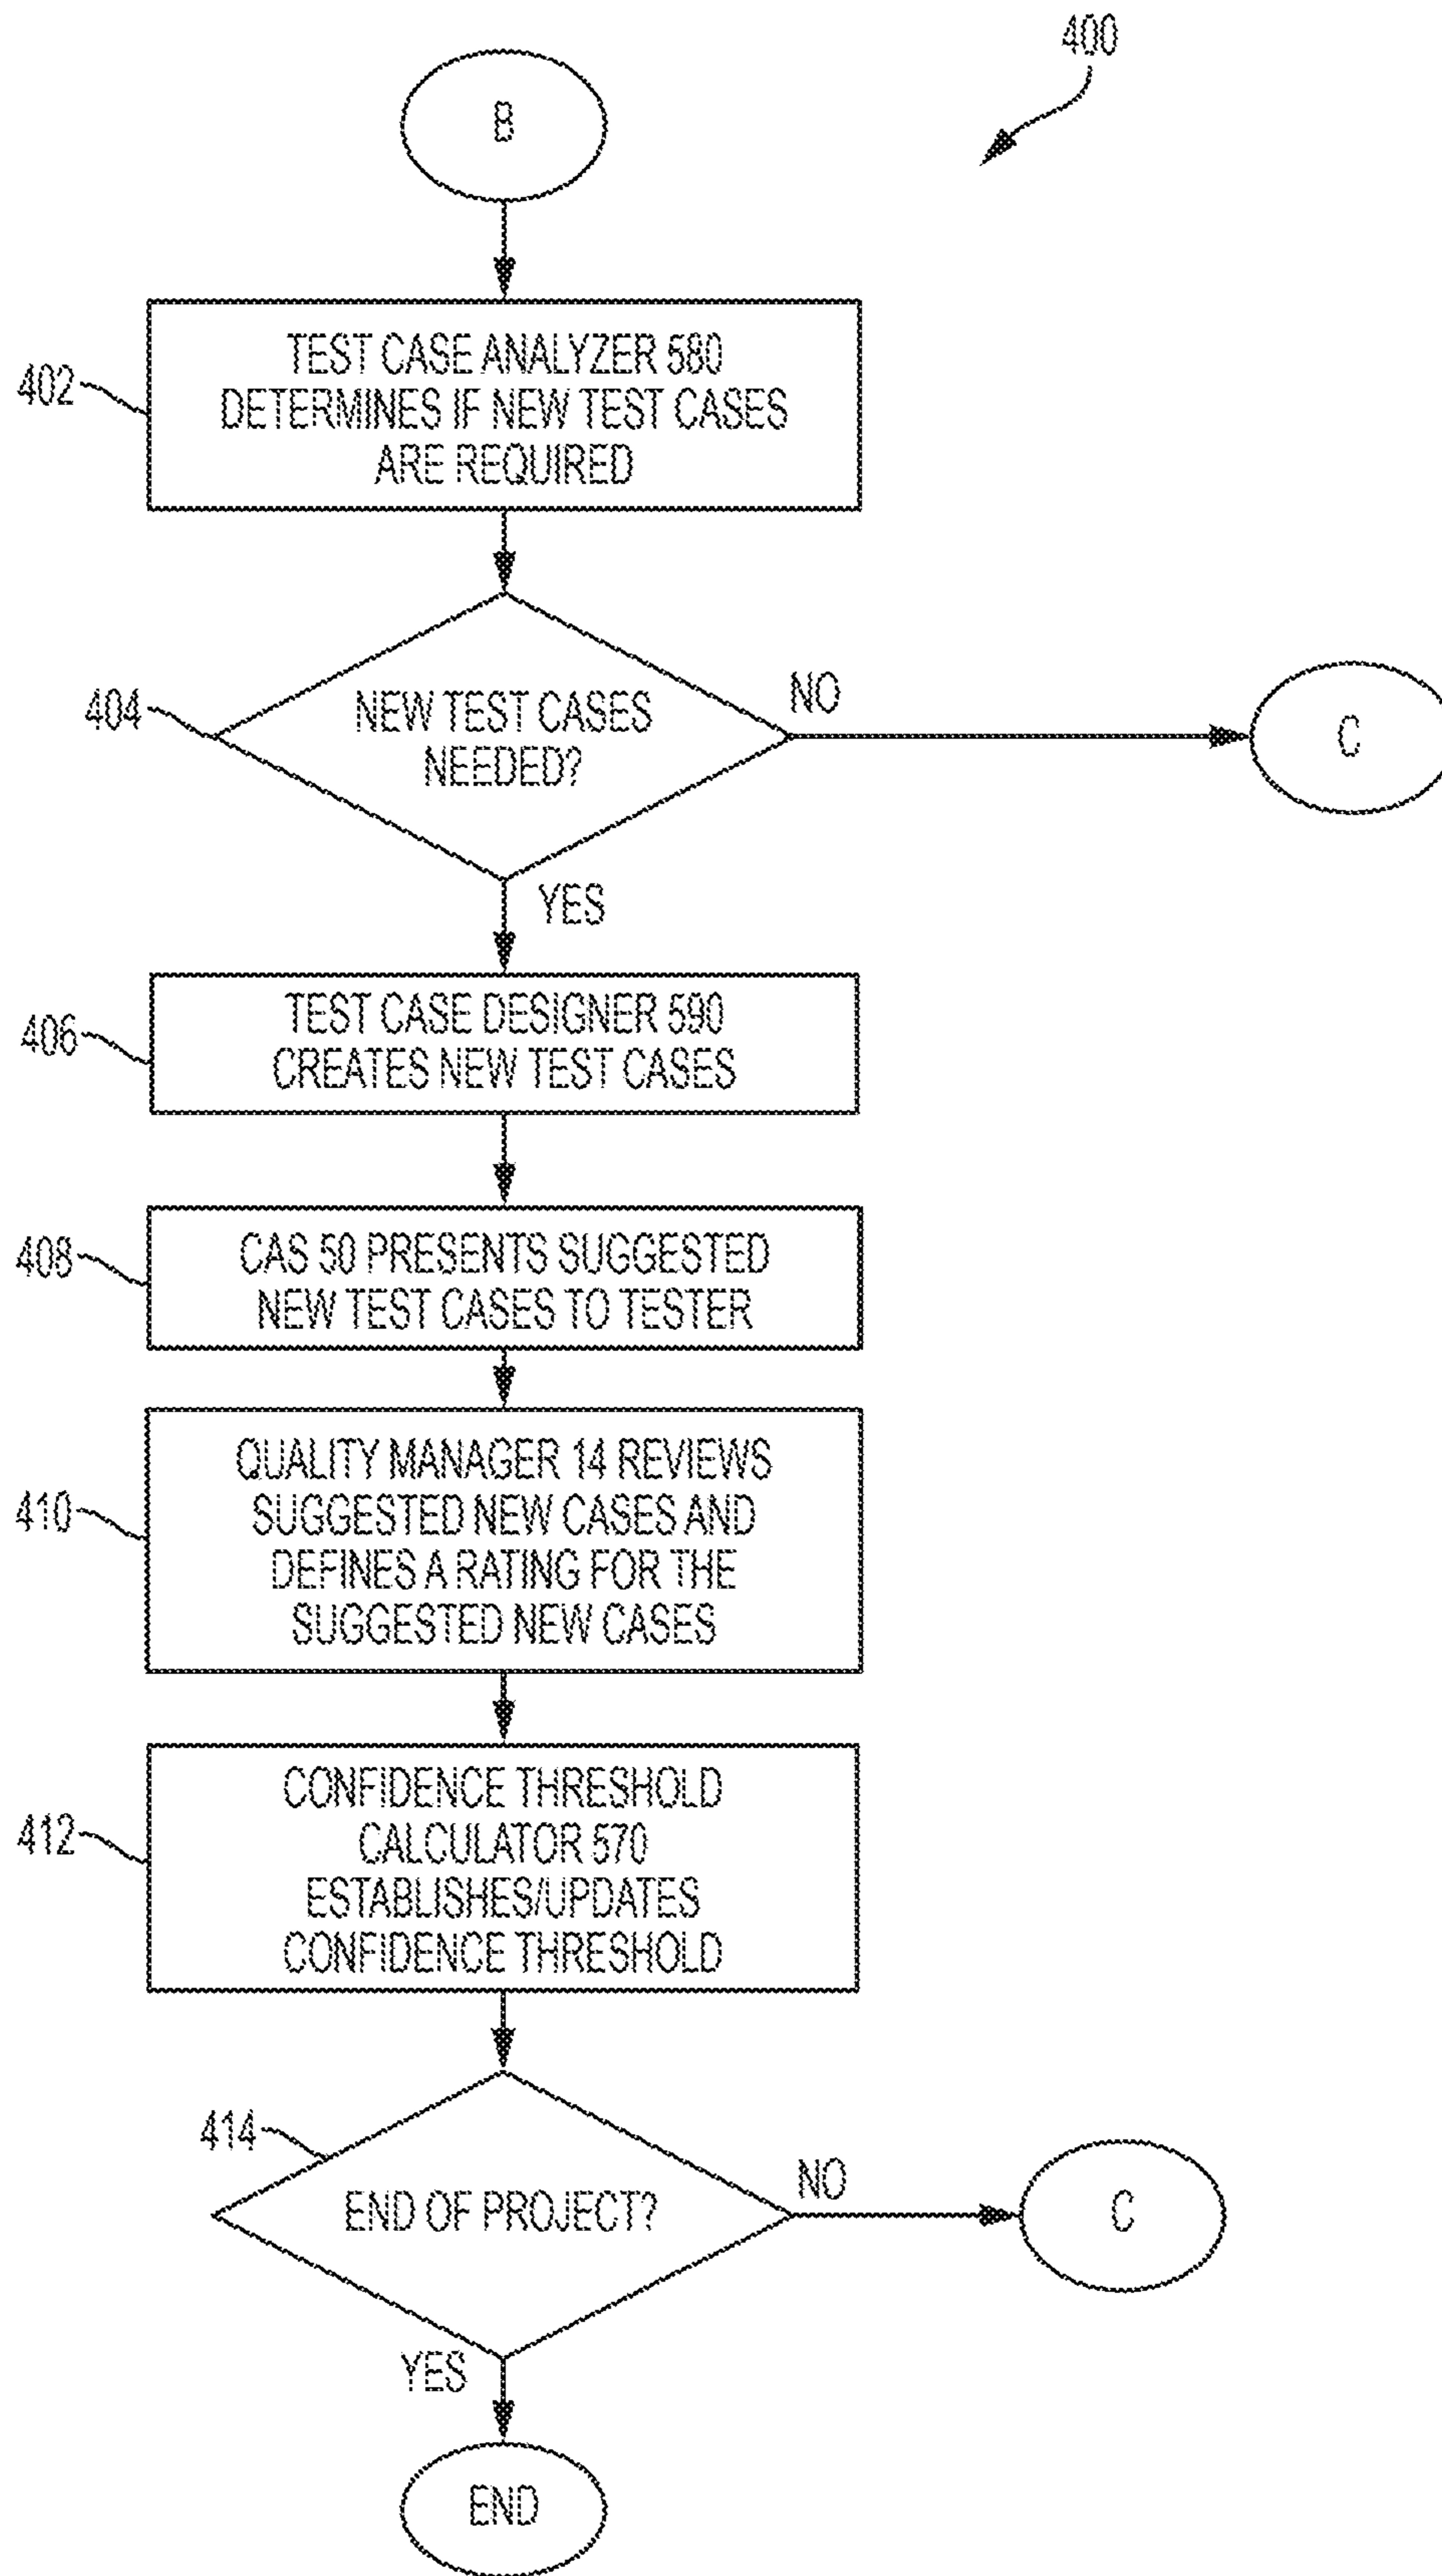 400
B
402
TEST CASE ANALYZER 580
DETERMINES IF NEW TEST CASES
ARE REQUIRED
404
NEW TEST CASES
NEEDED?
NO
C
YES
406
TEST CASE DESIGNER 590
CREATES NEW TEST CASES
408
CAS 50 PRESENTS SUGGESTED
NEW TEST CASES TO TESTER
410
QUALITY MANAGER 14 REVIEWS
SUGGESTED NEW CASES AND
DEFINES A RATING FOR THE
SUGGESTED NEW CASES
412
CONFIDENCE THRESHOLD
CALCULATOR 570
ESTABLISHES/UPDATES
CONFIDENCE THRESHOLD
414
END OF PROJECT?
NO
C
YES
END